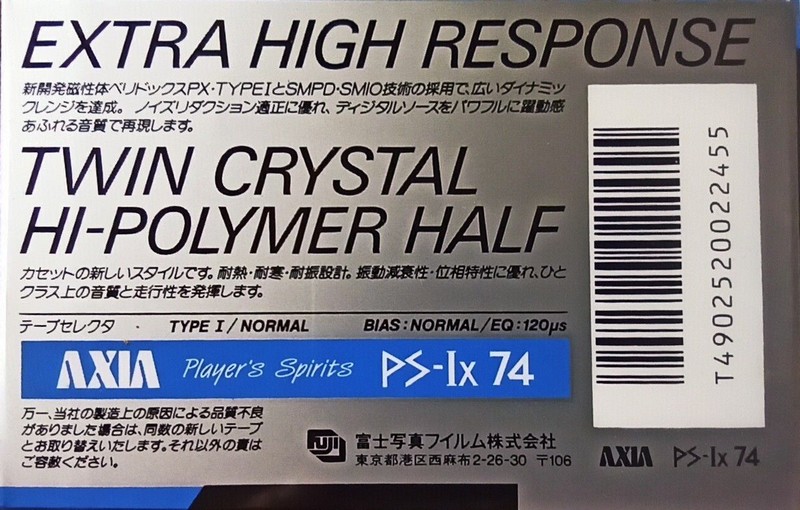 EXTRA HIGH RESPONSE
新開発磁性体ベリドックスPX・TYPEIとSMPD・SMIO技術の採用で、広いダイナミッ
クレンジを達成。ノイズリダクション適正に優れ、ディジタルソースをパワフルに躍動感
あふれる音質で再現します。
TWIN CRYSTAL
HI-POLYMER HALF
カセットの新しいスタイルです。耐熱・耐寒・耐振設計。振動減衰性・位相特性に優れ、ひと
クラス上の音質と走行性を発揮します。
テープセレクタ ・ TYPE I/NORMAL BIAS:NORMAL/EQ:120μs
AXIA Player's Spirits PS-Ix 74
万一、当社の製造上の原因による品質不良
がありました場合は、同数の新しいテープ
とお取り替えいたします。それ以外の責は
ご容赦ください。
FUJI 富士写真フイルム株式会社
東京都港区西麻布2-26-30 〒106
T4902520022455
AXIA PS-Ix 74